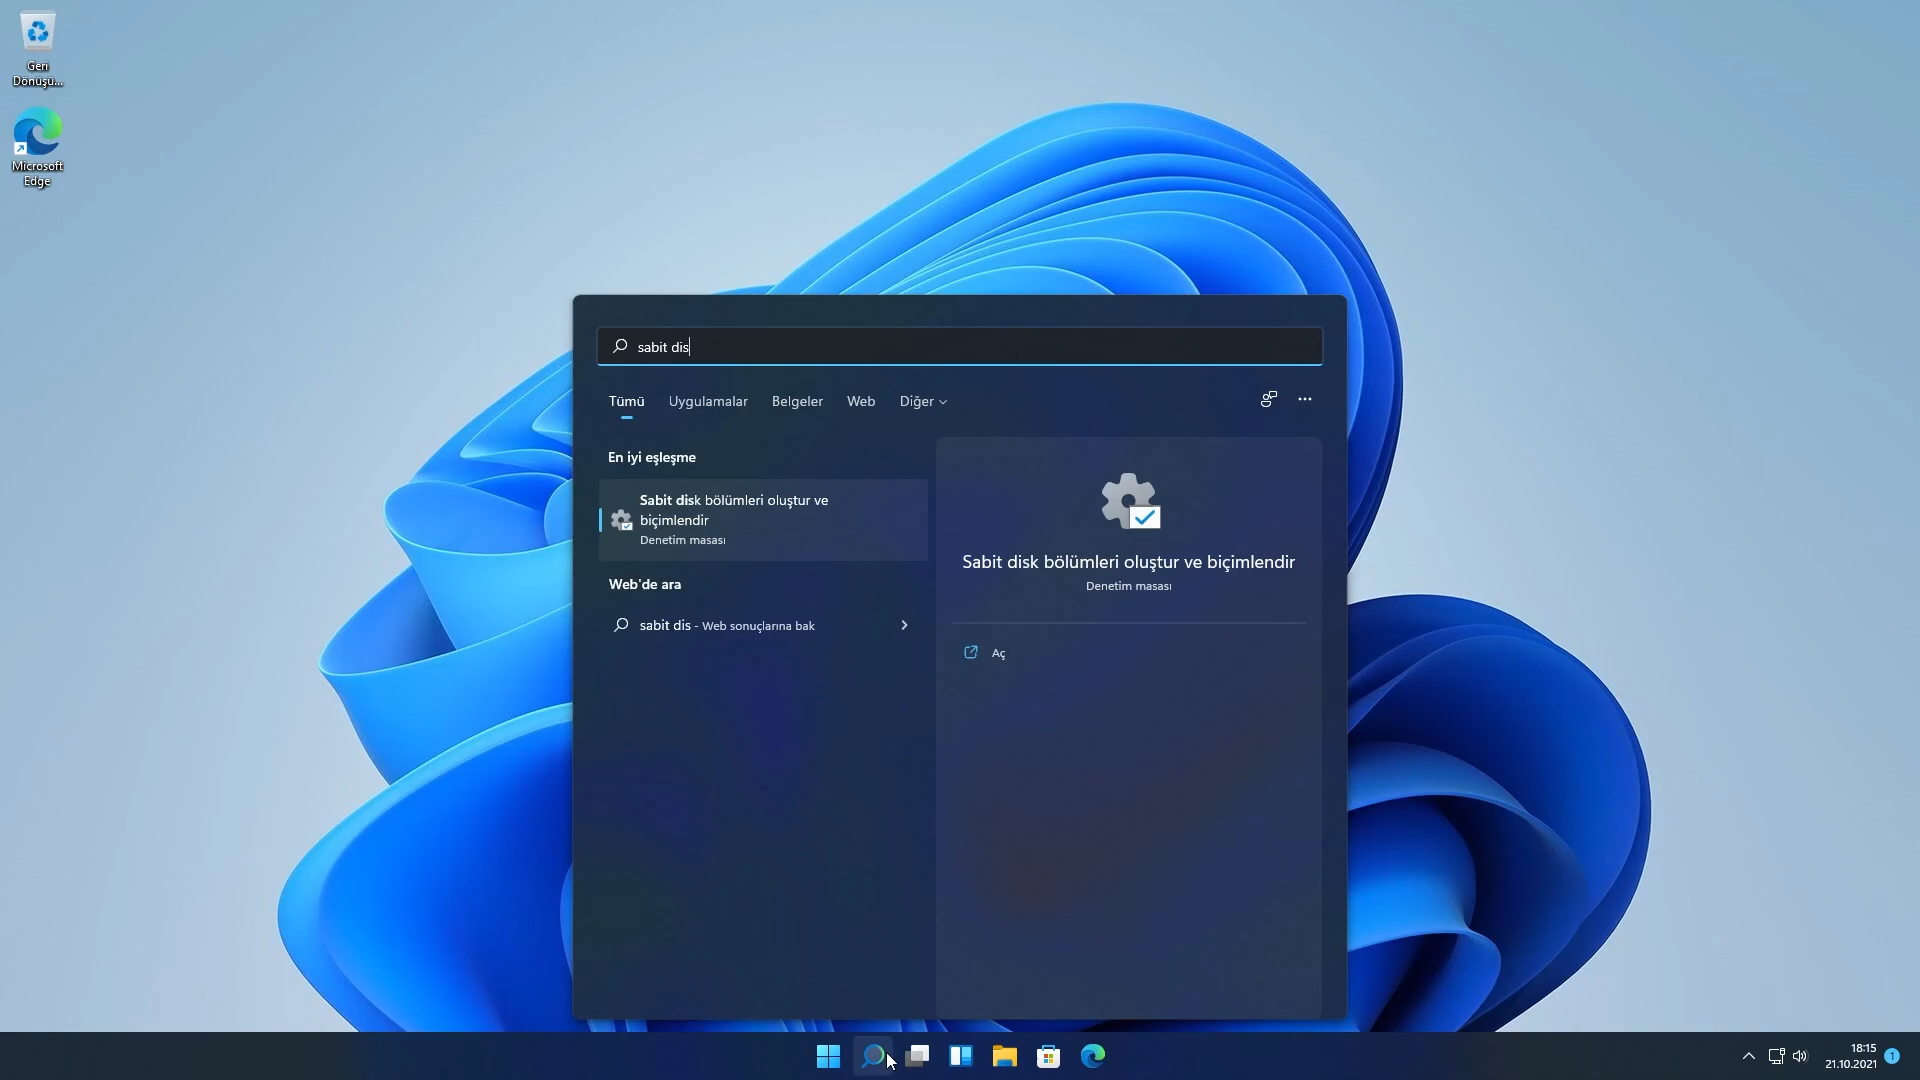 Geri
Dönüşü...
Microsoft
Edge
sabit dis
Tümü
Uygulamalar
Belgeler
Web
Diğer
En iyi eşleşme
Sabit disk bölümleri oluştur ve
biçimlendir
Denetim masası
Web'de ara
sabit dis - Web sonuçlarına bak
Sabit disk bölümleri oluştur ve biçimlendir
Denetim masası
Aç
18:15
21.10.2021
1